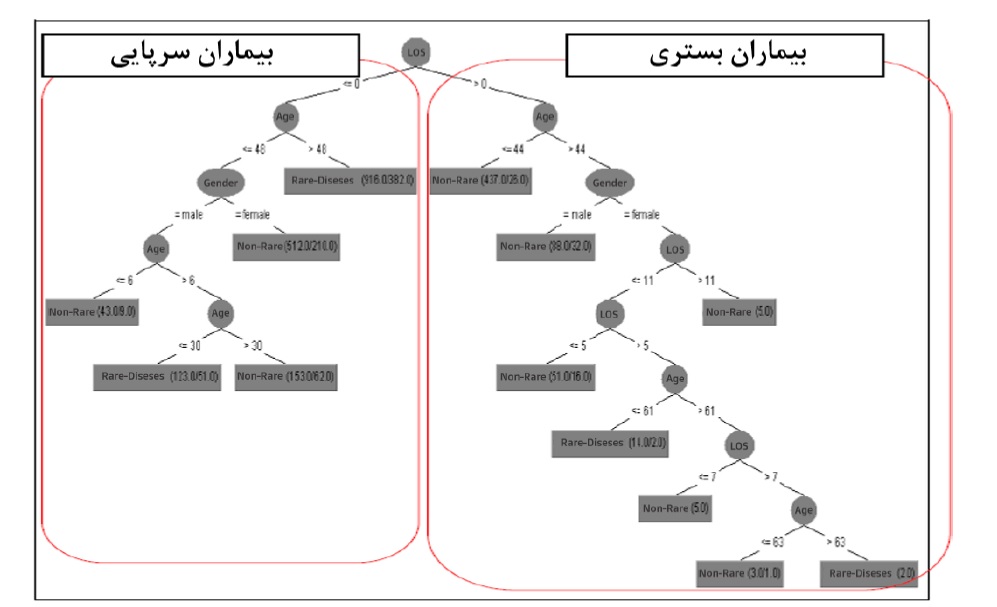 بیماران سرپایی
بیماران بستری
LOS
<= 0
> 0
Age
Age
<= 48
> 48
<=44
>44
Gender
Rare-Diseses (916.0/382.0)
Non-Rare (437.0/26.0)
Gender
= male
=female
= male
= female
Age
Non-Rare (512.0/210.0)
Non-Rare (98.0/32.0)
LOS
<= 6
> 6
<= 11
> 11
Non-Rare (43.0/9.0)
Age
LOS
Non-Rare (5.0)
<= 30
> 30
<= 5
> 5
Rare-Diseses (123.0/51.0)
Non-Rare (153.0/62.0)
Non-Rare (51.0/16.0)
Age
<= 61
>61
Rare-Diseses (11.0/2.0)
LOS
<= 7
>7
Non-Rare (5.0)
Age
<= 63
> 63
Non-Rare (3.0/1.0)
Rare-Diseses (2.0)